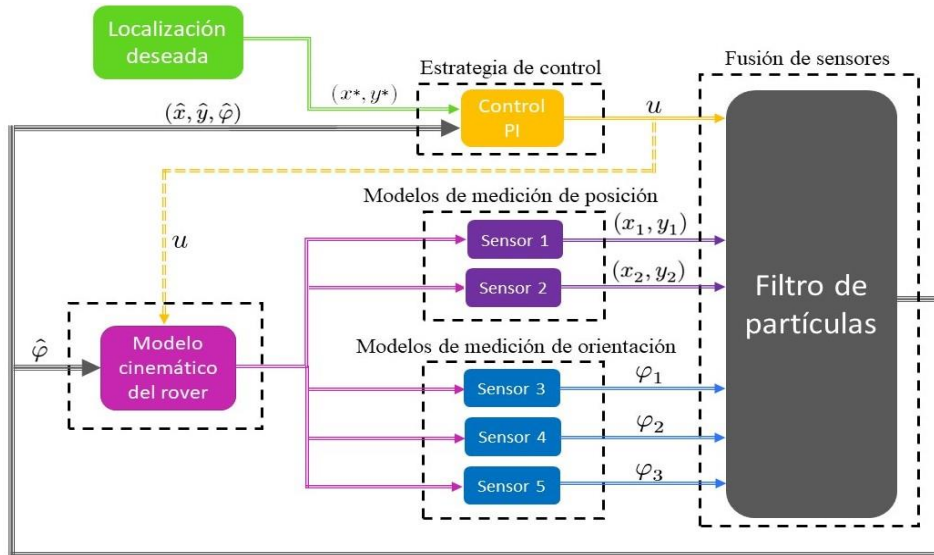 Localización
deseada
Estrategia de control
Fusión de sensores
(x*, y*)
(x̂, ŷ, φ̂)
Control
PI
u
Modelos de medición de posición
u
Sensor 1
(x₁, y₁)
Sensor 2
(x₂, y₂)
Filtro de
partículas
φ̂
Modelo
cinemático
del rover
Modelos de medición de orientación
Sensor 3
φ₁
Sensor 4
φ₂
Sensor 5
φ₃